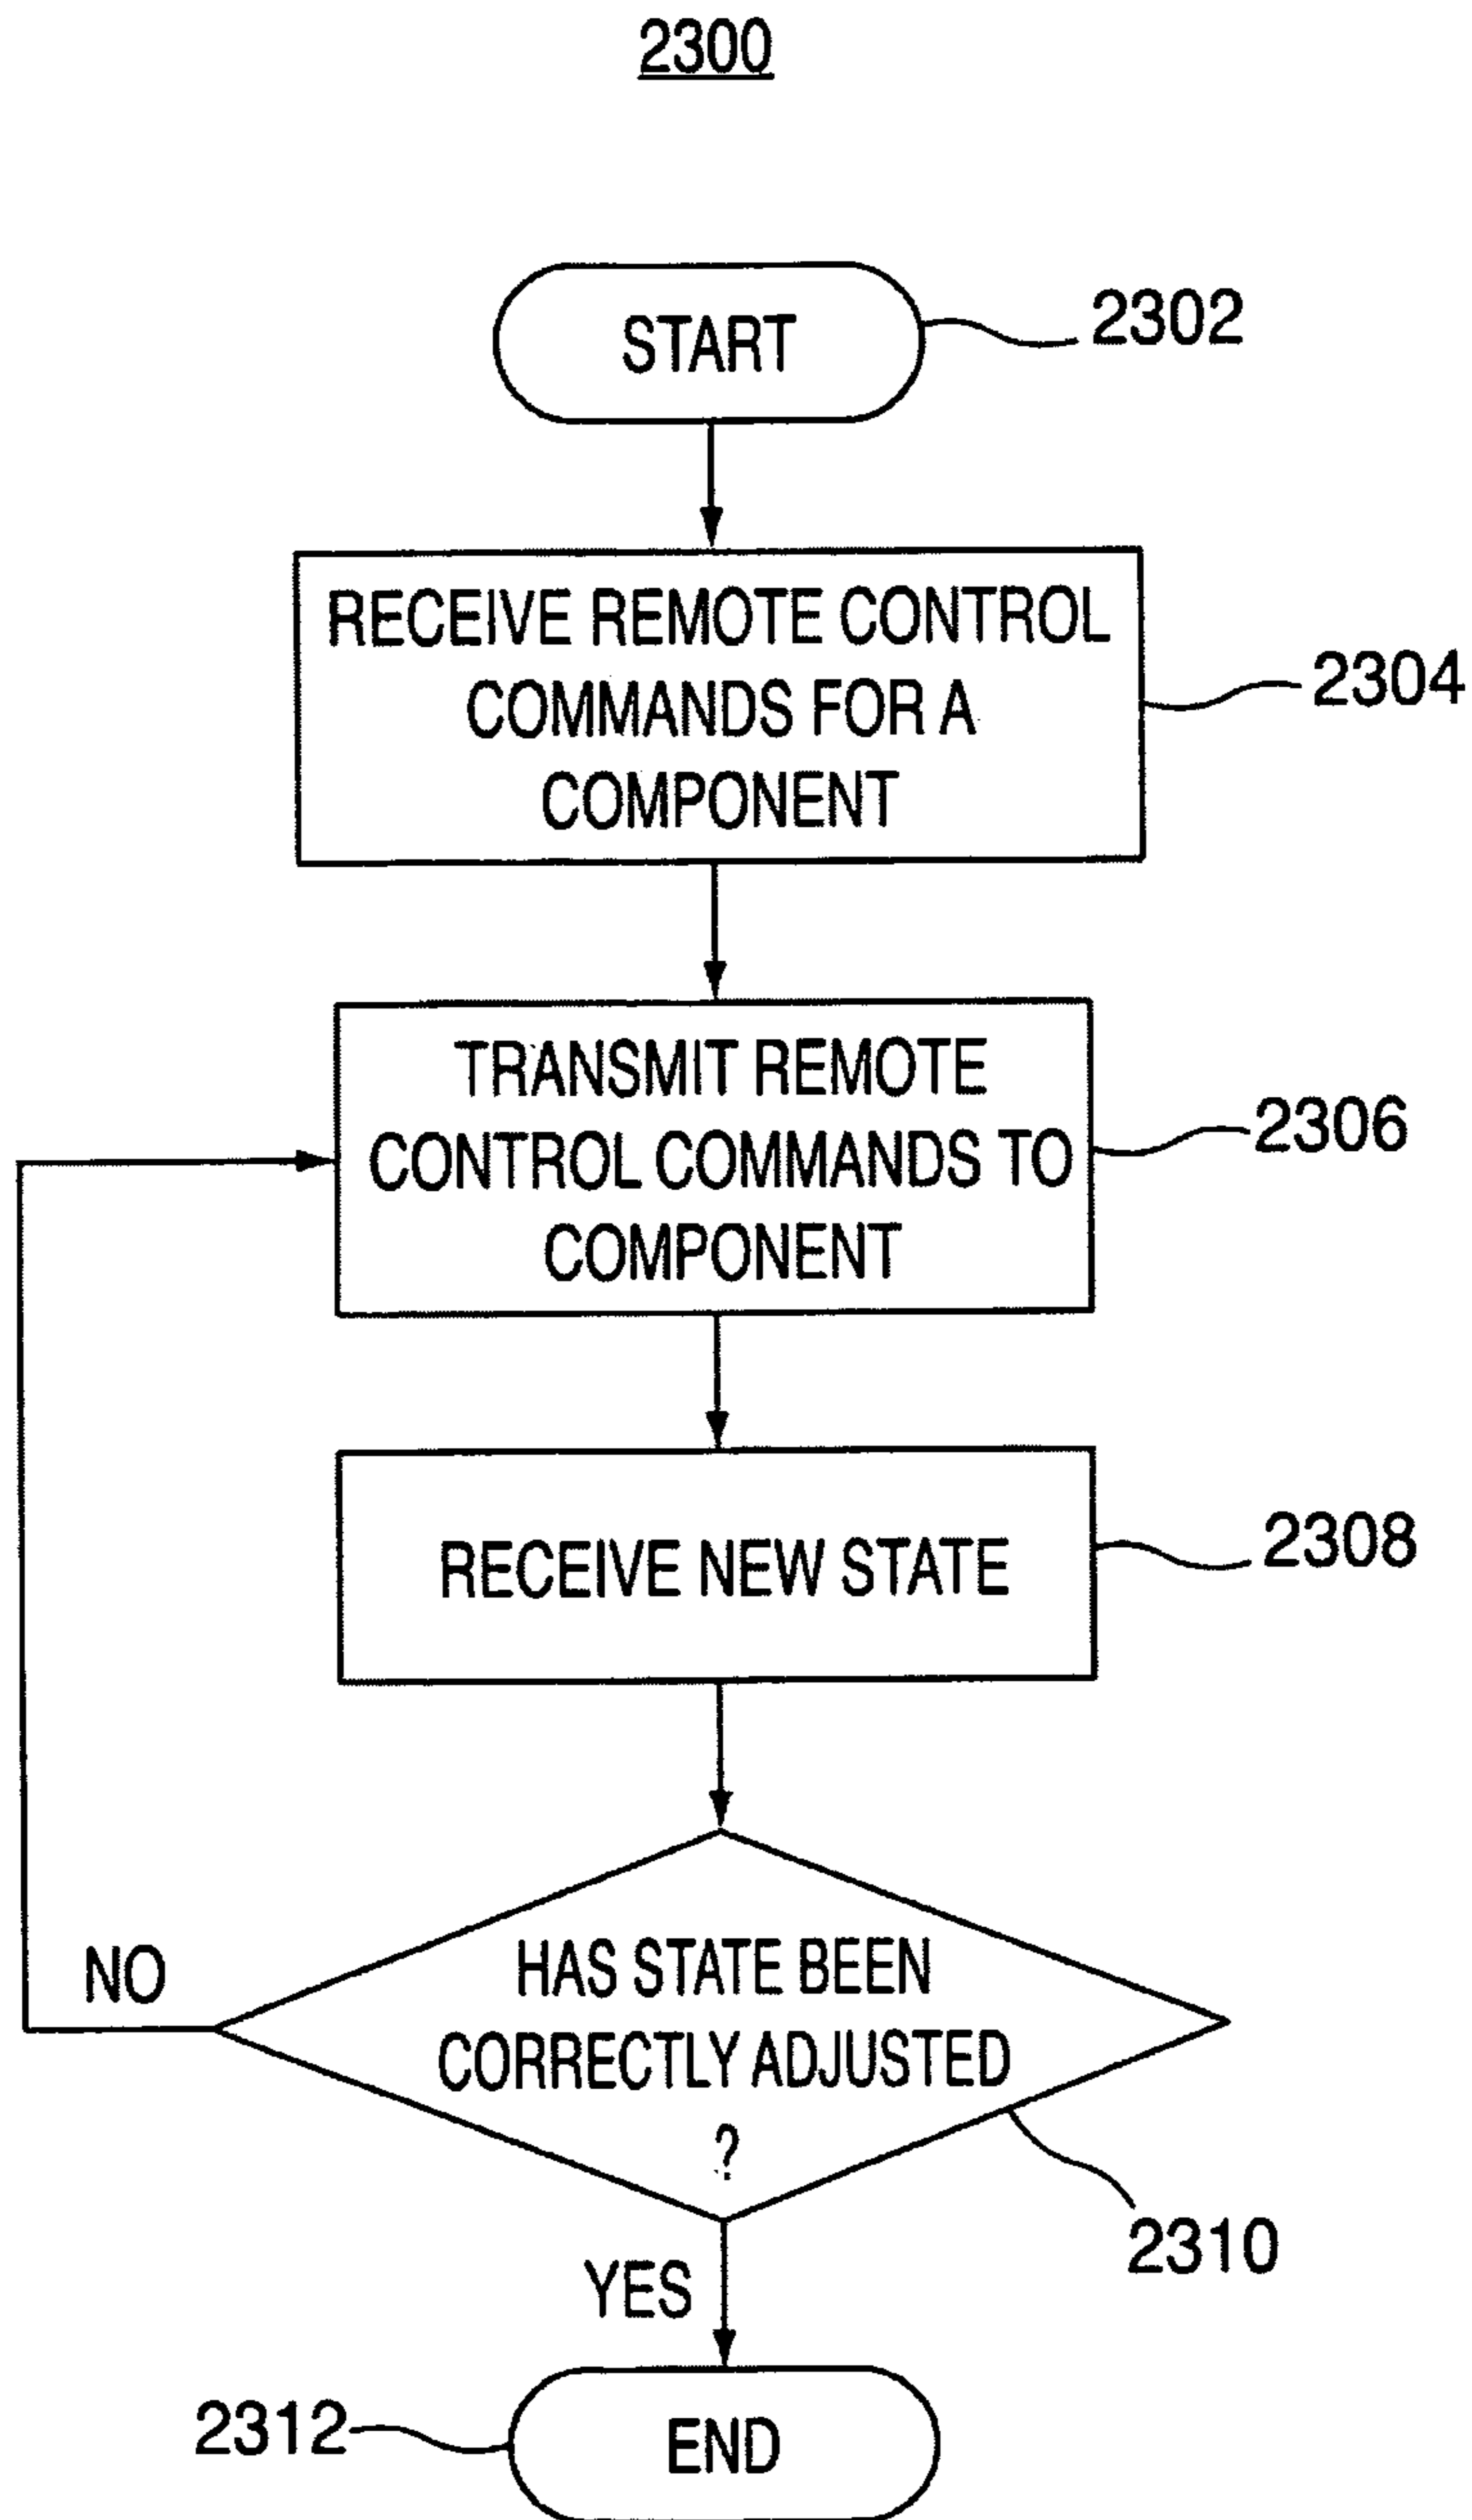 2300
START
2302
RECEIVE REMOTE CONTROL
COMMANDS FOR A
COMPONENT
2304
TRANSMIT REMOTE
CONTROL COMMANDS TO
COMPONENT
2306
RECEIVE NEW STATE
2308
NO
HAS STATE BEEN
CORRECTLY ADJUSTED
?
2310
YES
2312
END